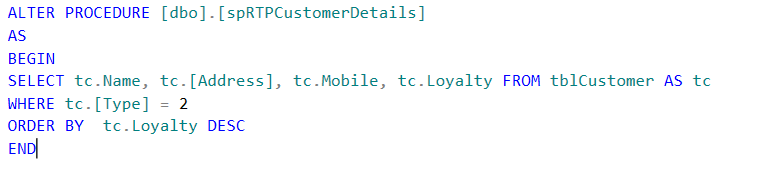 ALTER PROCEDURE [dbo].[spRTPCustomerDetails]
AS
BEGIN
SELECT tc.Name, tc.[Address], tc.Mobile, tc.Loyalty FROM tblCustomer AS tc
WHERE tc.[Type] = 2
ORDER BY  tc.Loyalty DESC
END